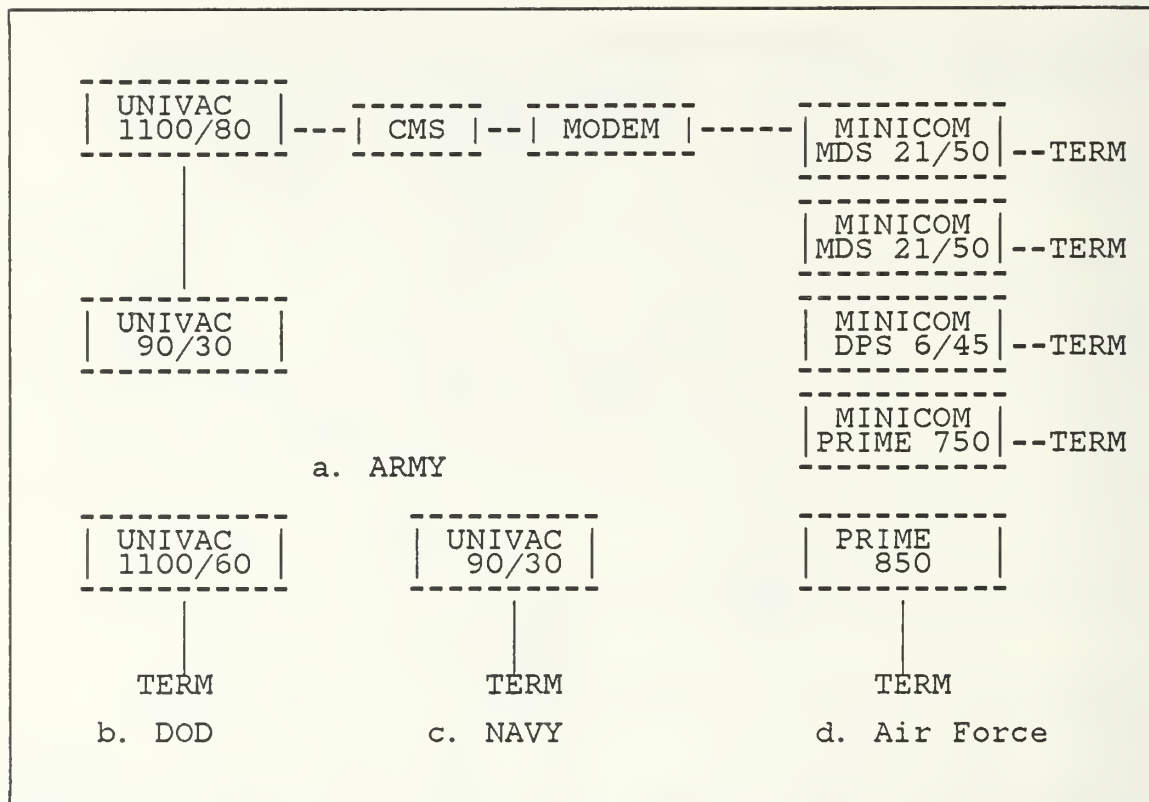 UNIVAC
1100/80
CMS
MODEM
MINICOM
MDS 21/50
TERM
MINICOM
MDS 21/50
TERM
UNIVAC
90/30
MINICOM
DPS 6/45
TERM
MINICOM
PRIME 750
TERM
a. ARMY
UNIVAC
1100/60
UNIVAC
90/30
PRIME
850
TERM
TERM
TERM
b. DOD
c. NAVY
d. Air Force